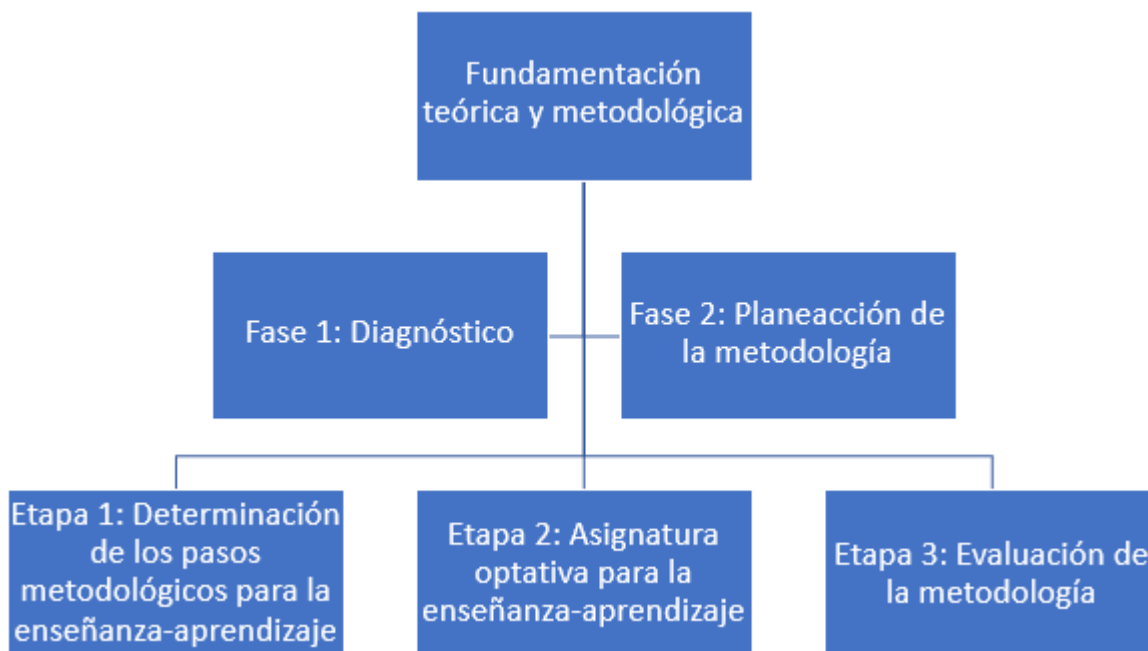 Fundamentación
teórica y metodológica
Fase 1: Diagnóstico
Fase 2: Planeacción de
la metodología
Etapa 1: Determinación
de los pasos
metodológicos para la
enseñanza-aprendizaje
Etapa 2: Asignatura
optativa para la
enseñanza-aprendizaje
Etapa 3: Evaluación de
la metodología